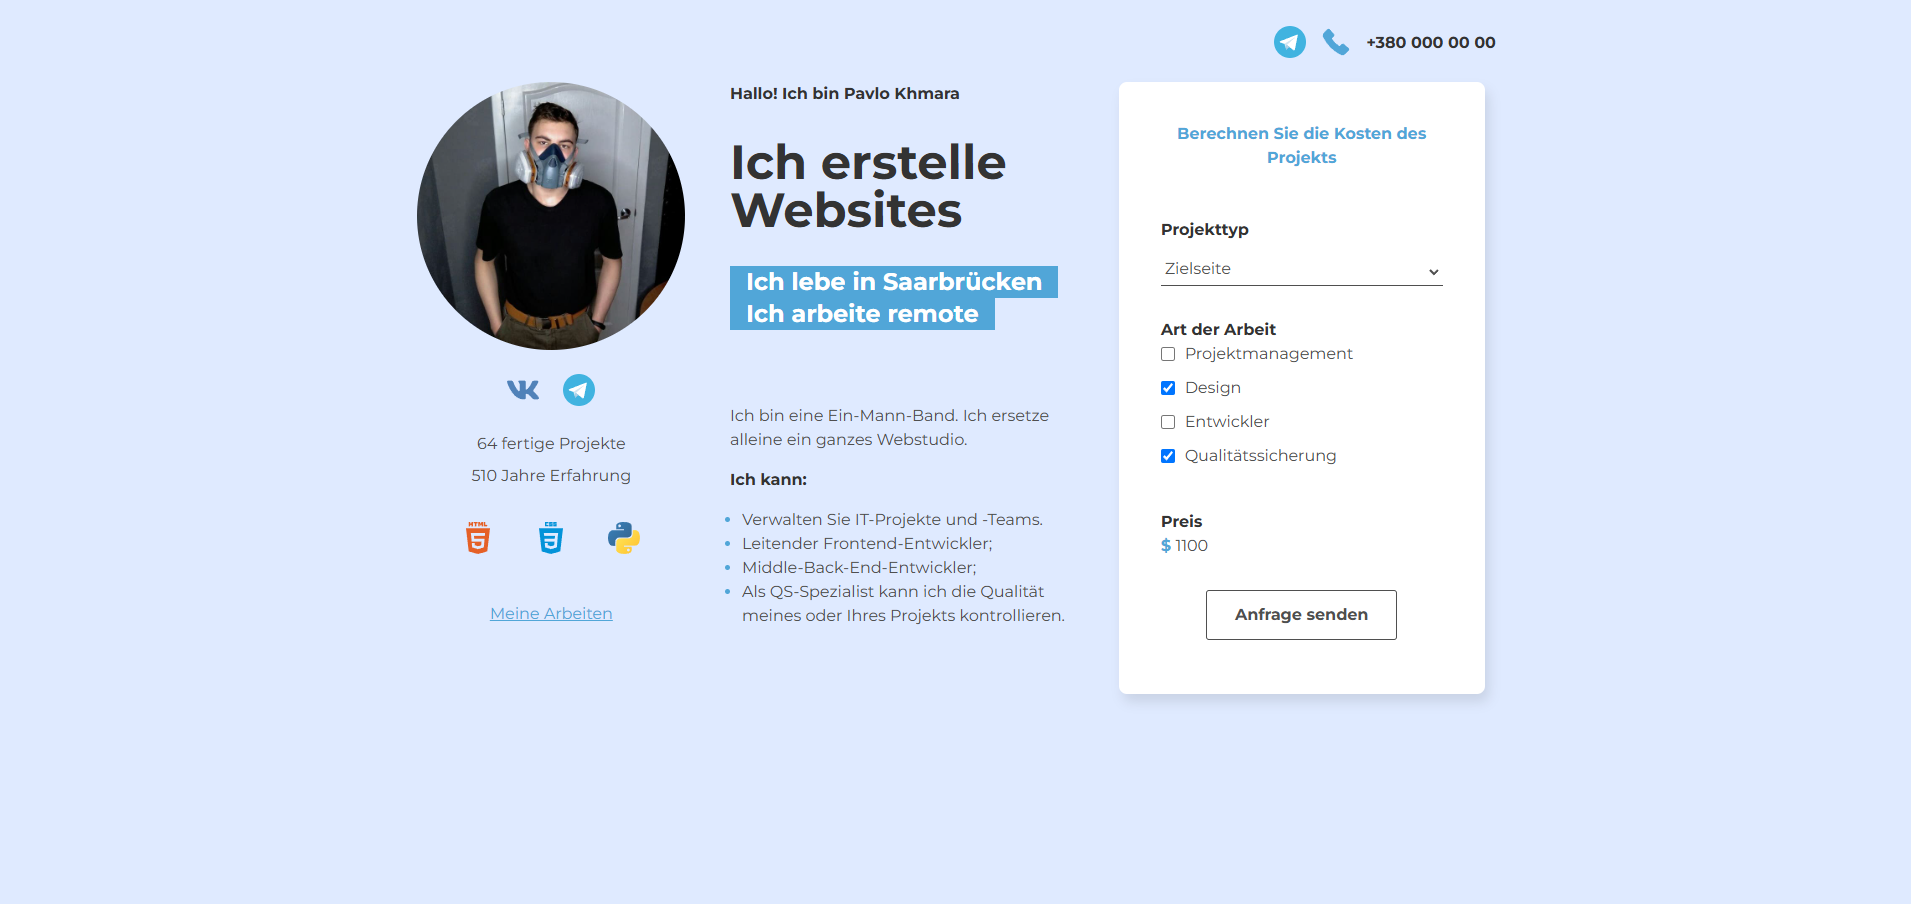 +380 000 00 00
Hallo! Ich bin Pavlo Khmara
Ich erstelle
Websites
Ich lebe in Saarbrücken
Ich arbeite remote
64 fertige Projekte
510 Jahre Erfahrung
HTML
CSS
Meine Arbeiten
Ich bin eine Ein-Mann-Band. Ich ersetze
alleine ein ganzes Webstudio.
Ich kann:
Verwalten Sie IT-Projekte und -Teams.
Leitender Frontend-Entwickler;
Middle-Back-End-Entwickler;
Als QS-Spezialist kann ich die Qualität
meines oder Ihres Projekts kontrollieren.
Berechnen Sie die Kosten des
Projekts
Projekttyp
Zielseite
Art der Arbeit
Projektmanagement
Design
Entwickler
Qualitätssicherung
Preis
$ 1100
Anfrage senden